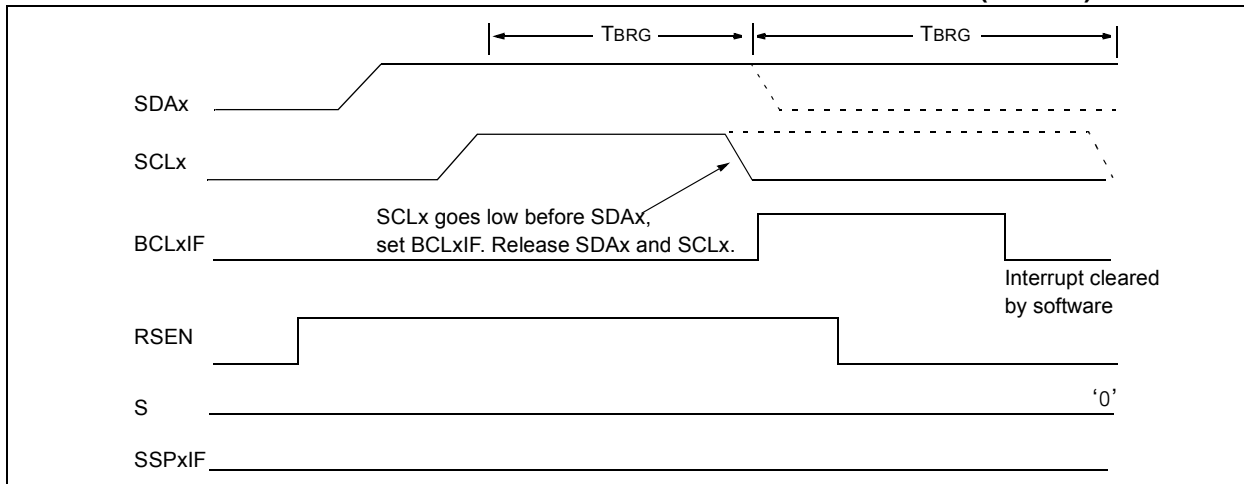 TBRG TBRG
SDAx
SCLx
SCLx goes low before SDAx,
set BCLxIF. Release SDAx and SCLx.
BCLxIF
Interrupt cleared
by software
RSEN
S ‘0’
SSPxIF